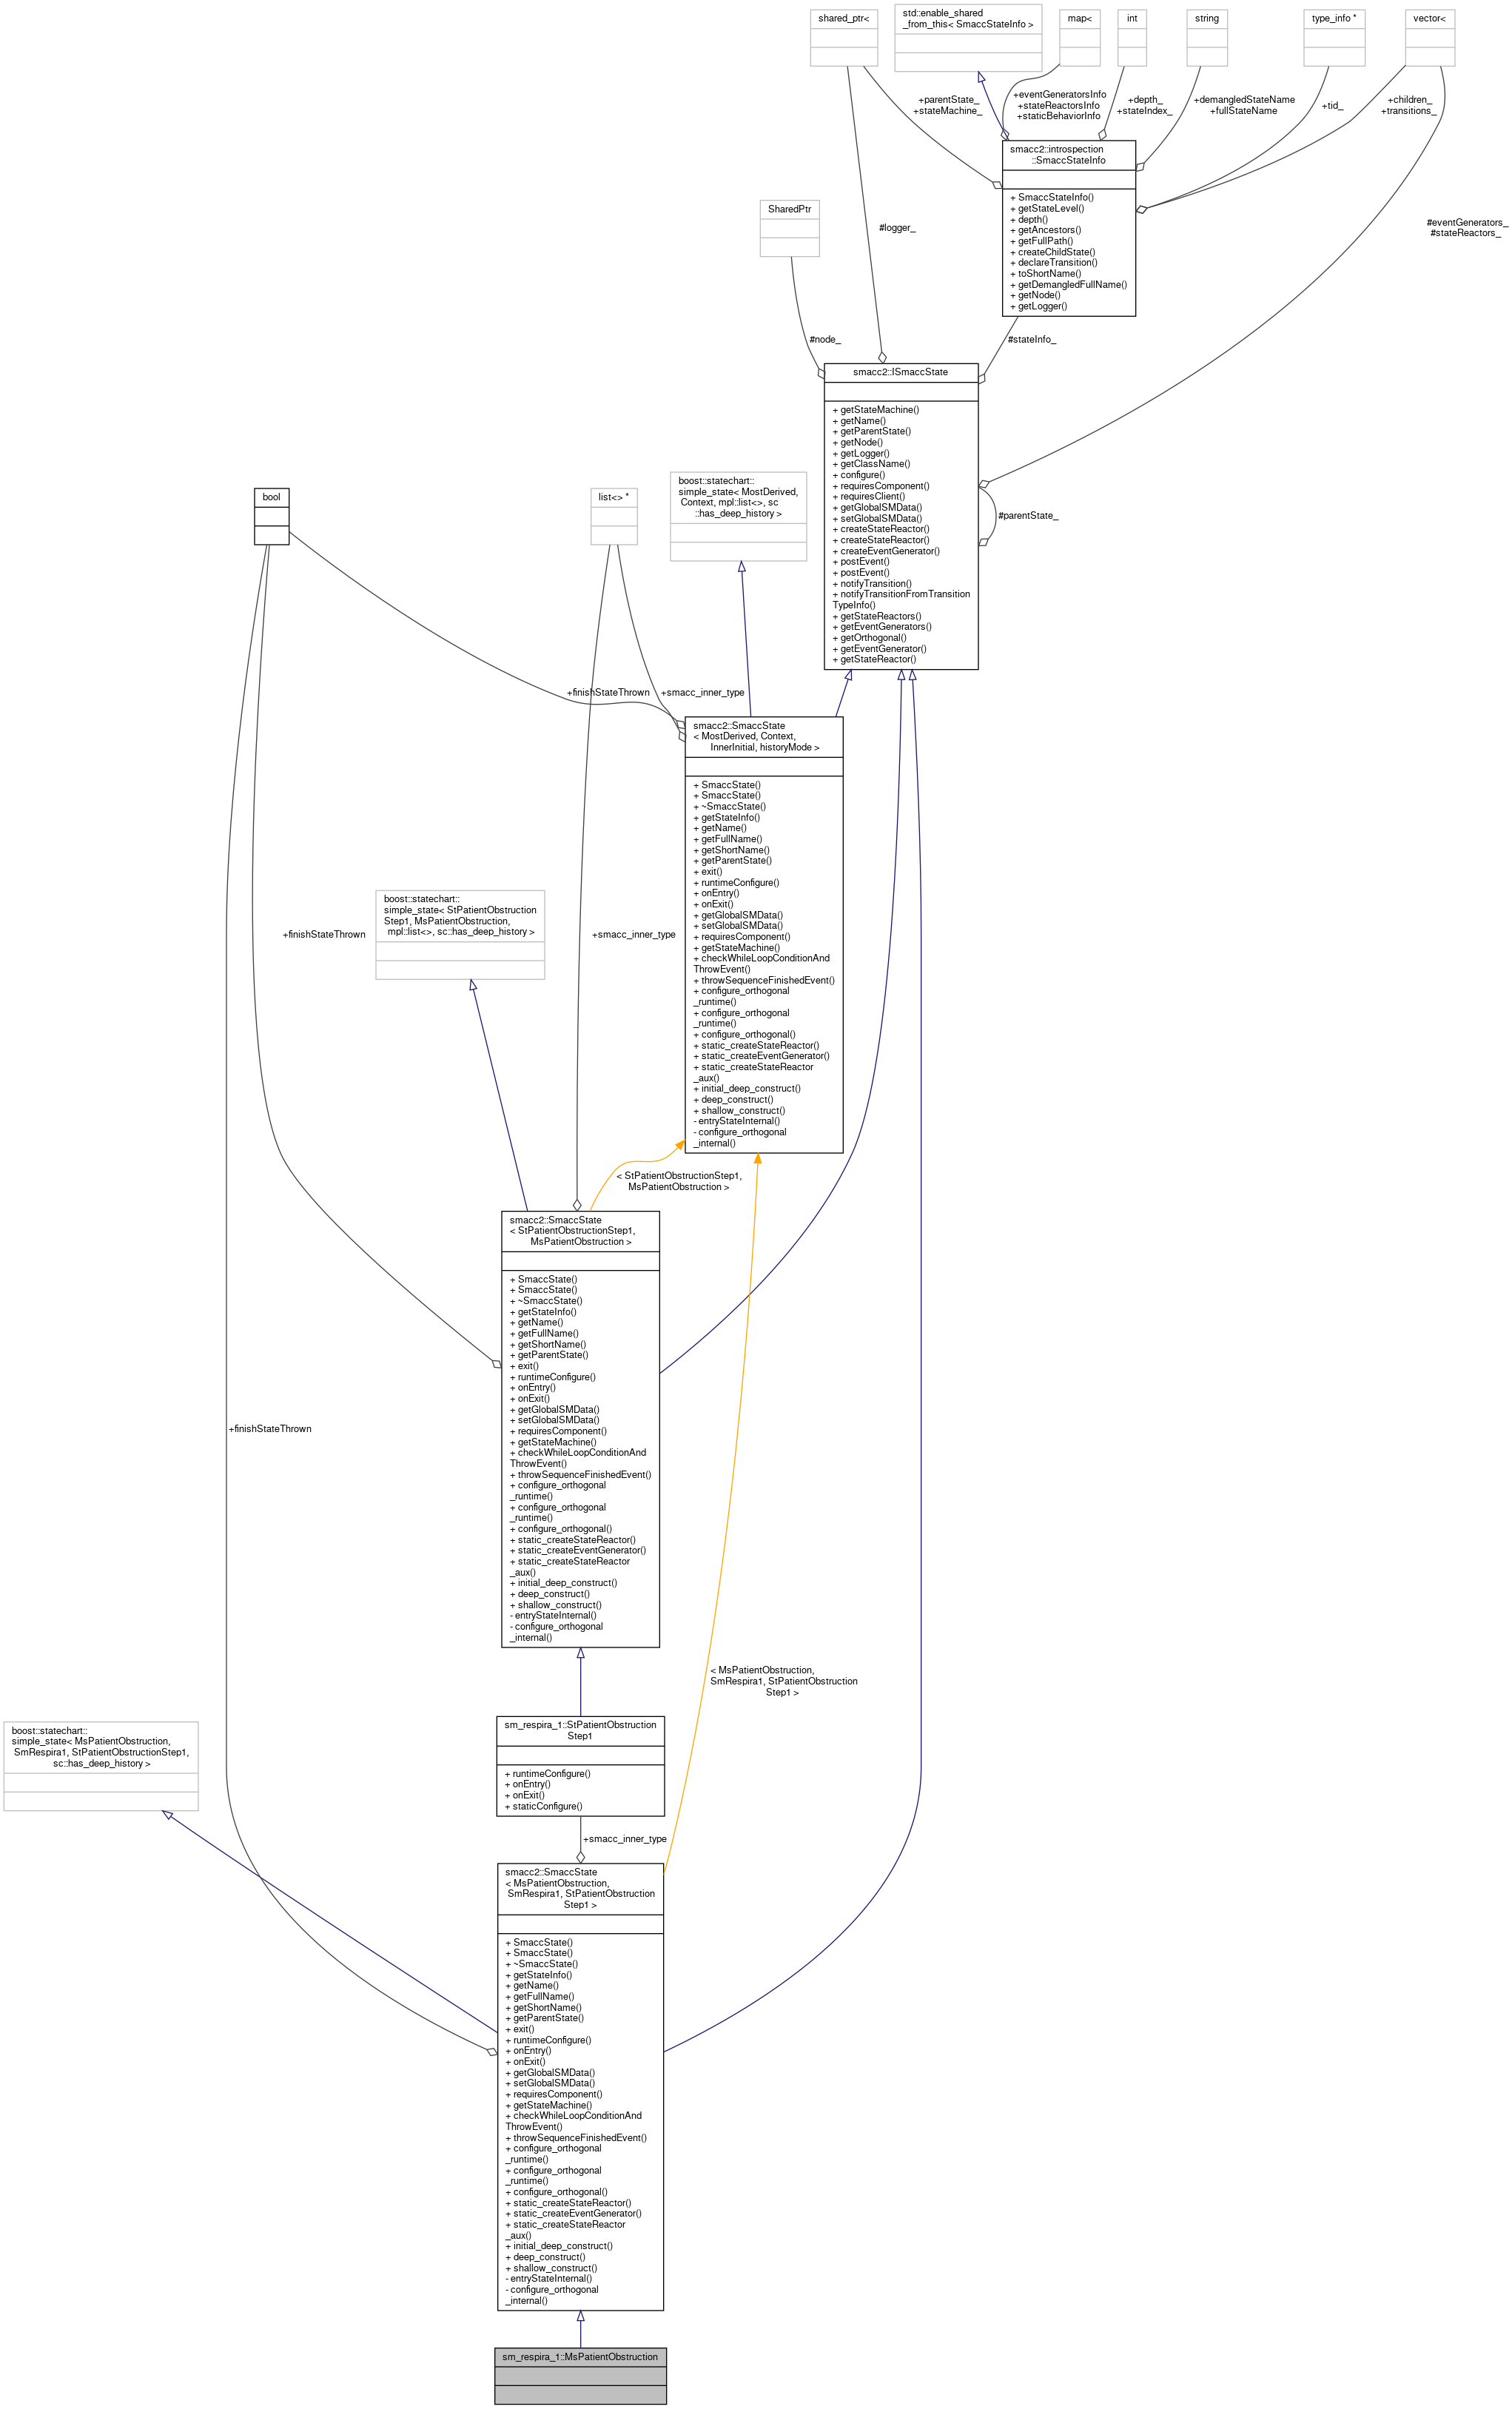 shared_ptr<
std::enable_shared
_from_this< SmaccStateInfo >
map<
int
string
type_info *
vector<
+parentState_
+stateMachine_
+eventGeneratorsInfo
+stateReactorsInfo
+staticBehaviorInfo
+depth_
+stateIndex_
+demangledStateName
+fullStateName
+tid_
+children_
+transitions_
smacc2::introspection
::SmaccStateInfo
+ SmaccStateInfo()
+ getStateLevel()
+ depth()
+ getAncestors()
+ getFullPath()
+ createChildState()
+ declareTransition()
+ toShortName()
+ getDemangledFullName()
+ getNode()
+ getLogger()
SharedPtr
#logger_
#eventGenerators_
#stateReactors_
#node_
#stateInfo_
smacc2::ISmaccState
+ getStateMachine()
+ getName()
+ getParentState()
+ getNode()
+ getLogger()
+ getClassName()
+ configure()
+ requiresComponent()
+ requiresClient()
+ getGlobalSMData()
+ setGlobalSMData()
+ createStateReactor()
+ createStateReactor()
+ createEventGenerator()
+ postEvent()
+ postEvent()
+ notifyTransition()
+ notifyTransitionFromTransition
TypeInfo()
+ getStateReactors()
+ getEventGenerators()
+ getOrthogonal()
+ getEventGenerator()
+ getStateReactor()
#parentState_
bool
list<> *
boost::statechart::
simple_state< MostDerived,
Context, mpl::list<>, sc
::has_deep_history >
+finishStateThrown
+smacc_inner_type
smacc2::SmaccState
< MostDerived, Context,
InnerInitial, historyMode >
+ SmaccState()
+ SmaccState()
+ ~SmaccState()
+ getStateInfo()
+ getName()
+ getFullName()
+ getShortName()
+ getParentState()
+ exit()
+ runtimeConfigure()
+ onEntry()
+ onExit()
+ getGlobalSMData()
+ setGlobalSMData()
+ requiresComponent()
+ getStateMachine()
+ checkWhileLoopConditionAnd
ThrowEvent()
+ throwSequenceFinishedEvent()
+ configure_orthogonal
_runtime()
+ configure_orthogonal
_runtime()
+ configure_orthogonal()
+ static_createStateReactor()
+ static_createEventGenerator()
+ static_createStateReactor
_aux()
+ initial_deep_construct()
+ deep_construct()
+ shallow_construct()
- entryStateInternal()
- configure_orthogonal
_internal()
boost::statechart::
simple_state< StPatientObstruction
Step1, MsPatientObstruction,
mpl::list<>, sc::has_deep_history >
+finishStateThrown
+smacc_inner_type
< StPatientObstructionStep1,
MsPatientObstruction >
smacc2::SmaccState
< StPatientObstructionStep1,
MsPatientObstruction >
+ SmaccState()
+ SmaccState()
+ ~SmaccState()
+ getStateInfo()
+ getName()
+ getFullName()
+ getShortName()
+ getParentState()
+ exit()
+ runtimeConfigure()
+ onEntry()
+ onExit()
+ getGlobalSMData()
+ setGlobalSMData()
+ requiresComponent()
+ getStateMachine()
+ checkWhileLoopConditionAnd
ThrowEvent()
+ throwSequenceFinishedEvent()
+ configure_orthogonal
_runtime()
+ configure_orthogonal
_runtime()
+ configure_orthogonal()
+ static_createStateReactor()
+ static_createEventGenerator()
+ static_createStateReactor
_aux()
+ initial_deep_construct()
+ deep_construct()
+ shallow_construct()
- entryStateInternal()
- configure_orthogonal
_internal()
+finishStateThrown
< MsPatientObstruction,
SmRespira1, StPatientObstruction
Step1 >
sm_respira_1::StPatientObstruction
Step1
+ runtimeConfigure()
+ onEntry()
+ onExit()
+ staticConfigure()
boost::statechart::
simple_state< MsPatientObstruction,
SmRespira1, StPatientObstructionStep1,
sc::has_deep_history >
+smacc_inner_type
smacc2::SmaccState
< MsPatientObstruction,
SmRespira1, StPatientObstruction
Step1 >
+ SmaccState()
+ SmaccState()
+ ~SmaccState()
+ getStateInfo()
+ getName()
+ getFullName()
+ getShortName()
+ getParentState()
+ exit()
+ runtimeConfigure()
+ onEntry()
+ onExit()
+ getGlobalSMData()
+ setGlobalSMData()
+ requiresComponent()
+ getStateMachine()
+ checkWhileLoopConditionAnd
ThrowEvent()
+ throwSequenceFinishedEvent()
+ configure_orthogonal
_runtime()
+ configure_orthogonal
_runtime()
+ configure_orthogonal()
+ static_createStateReactor()
+ static_createEventGenerator()
+ static_createStateReactor
_aux()
+ initial_deep_construct()
+ deep_construct()
+ shallow_construct()
- entryStateInternal()
- configure_orthogonal
_internal()
sm_respira_1::MsPatientObstruction